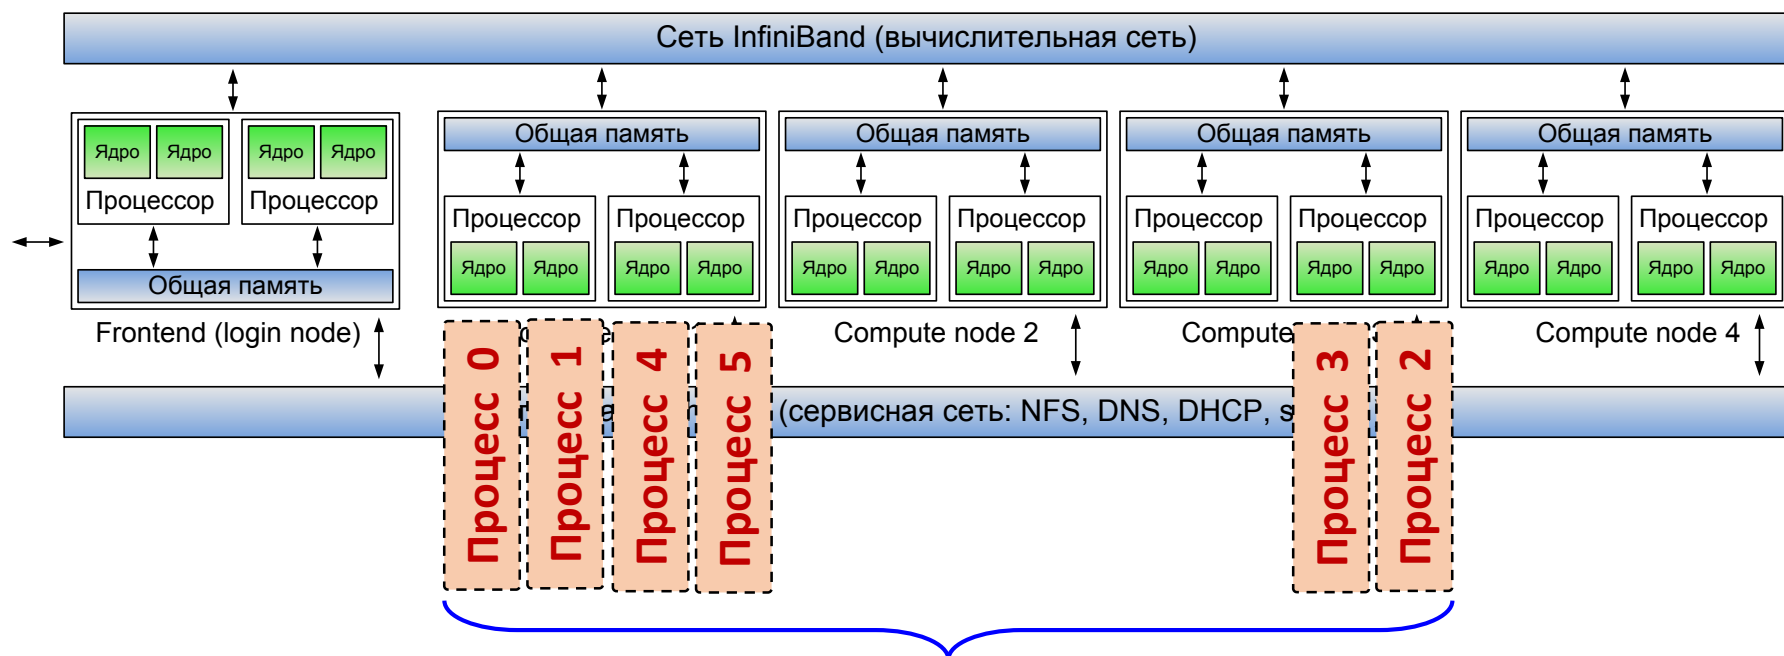 Сеть InfiniBand (вычислительная сеть)
Ядро Ядро Ядро Ядро
Процессор Процессор
Общая память
Frontend (login node)
Общая память
Процессор Процессор
Ядро Ядро Ядро Ядро
Общая память
Процессор Процессор
Ядро Ядро Ядро Ядро
Compute node 2
Общая память
Процессор Процессор
Ядро Ядро Ядро Ядро
Общая память
Процессор Процессор
Ядро Ядро Ядро Ядро
Compute node 4
(сервисная сеть: NFS, DNS, DHCP,
Процесс 0
Процесс 1
Процесс 4
Процесс 5
Процесс 3
Процесс 2